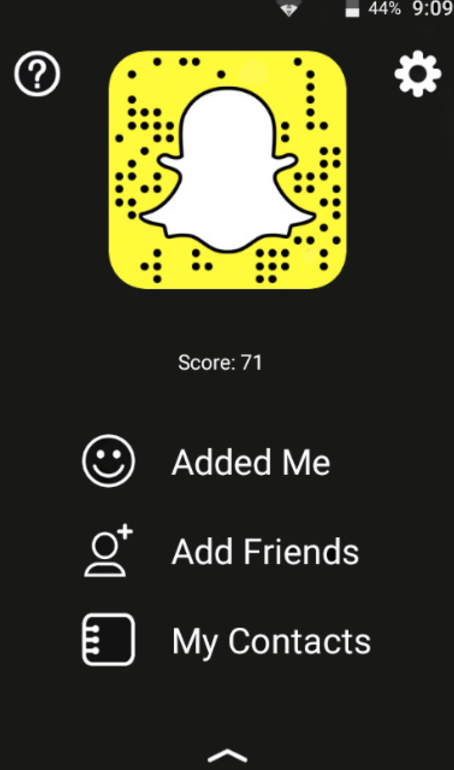 44% 9:09
?
Score: 71
Added Me
Add Friends
My Contacts